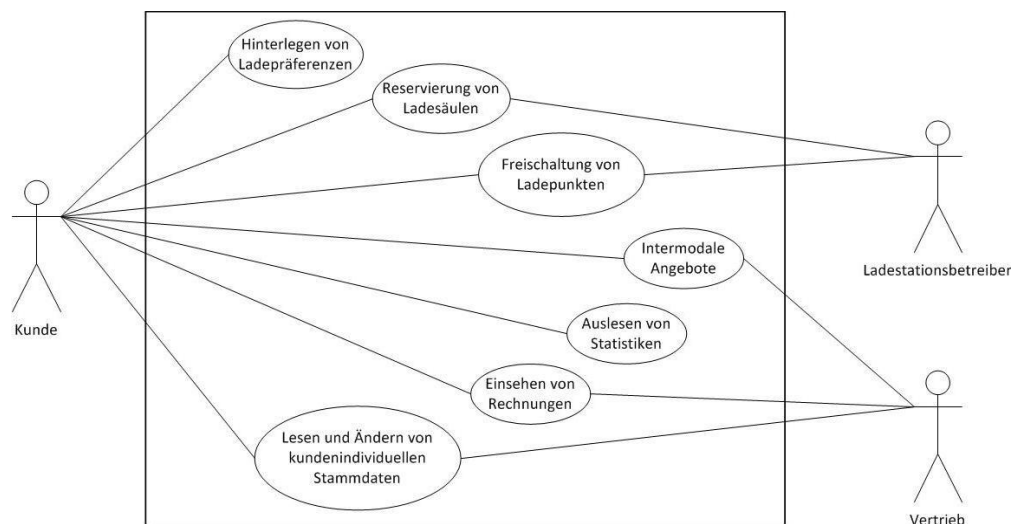 Hinterlegen von
Ladepräferenzen
Reservierung von
Ladesäulen
Freischaltung von
Ladepunkten
Intermodale
Angebote
Ladestationsbetreiber
Kunde
Auslesen von
Statistiken
Einsehen von
Rechnungen
Lesen und Ändern von
kundenindividuellen
Stammdaten
Vertrieb